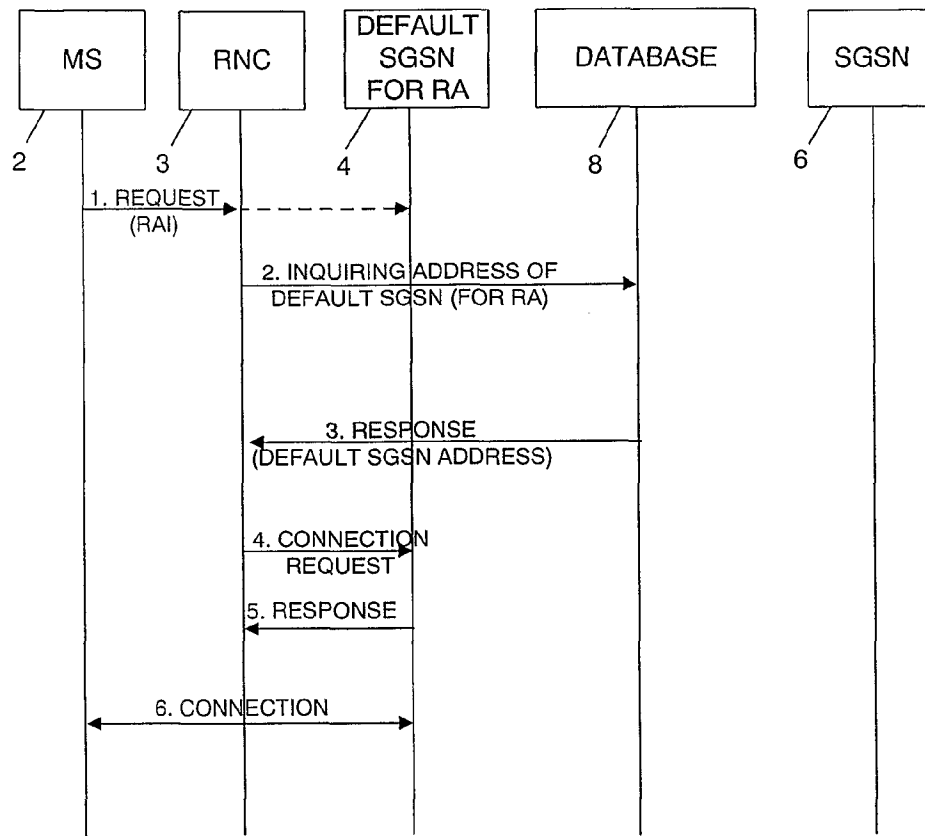 MS
RNC
DEFAULT
SGSN
FOR RA
DATABASE
SGSN
2
3
4
8
6
1. REQUEST
(RAI)
2. INQUIRING ADDRESS OF
DEFAULT SGSN (FOR RA)
3. RESPONSE
(DEFAULT SGSN ADDRESS)
4. CONNECTION
REQUEST
5. RESPONSE
6. CONNECTION